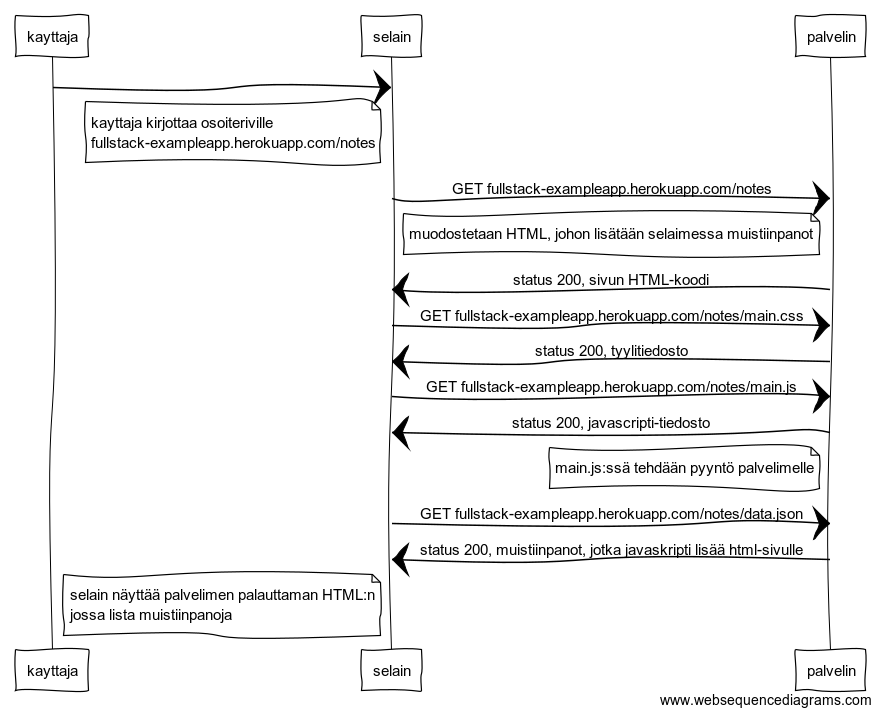 kayttaja
selain
palvelin
kayttaja kirjottaa osoiteriville
fullstack-exampleapp.herokuapp.com/notes
GET fullstack-exampleapp.herokuapp.com/notes
muodostetaan HTML, johon lisätään selaimessa muistiinpanot
status 200, sivun HTML-koodi
GET fullstack-exampleapp.herokuapp.com/notes/main.css
status 200, tyylitiedosto
GET fullstack-exampleapp.herokuapp.com/notes/main.js
status 200, javascripti-tiedosto
main.js:ssä tehdään pyyntö palvelimelle
GET fullstack-exampleapp.herokuapp.com/notes/data.json
status 200, muistiinpanot, jotka javaskripti lisää html-sivulle
selain näyttää palvelimen palauttaman HTML:n
jossa lista muistiinpanoja
kayttaja
selain
palvelin
www.websequencediagrams.com